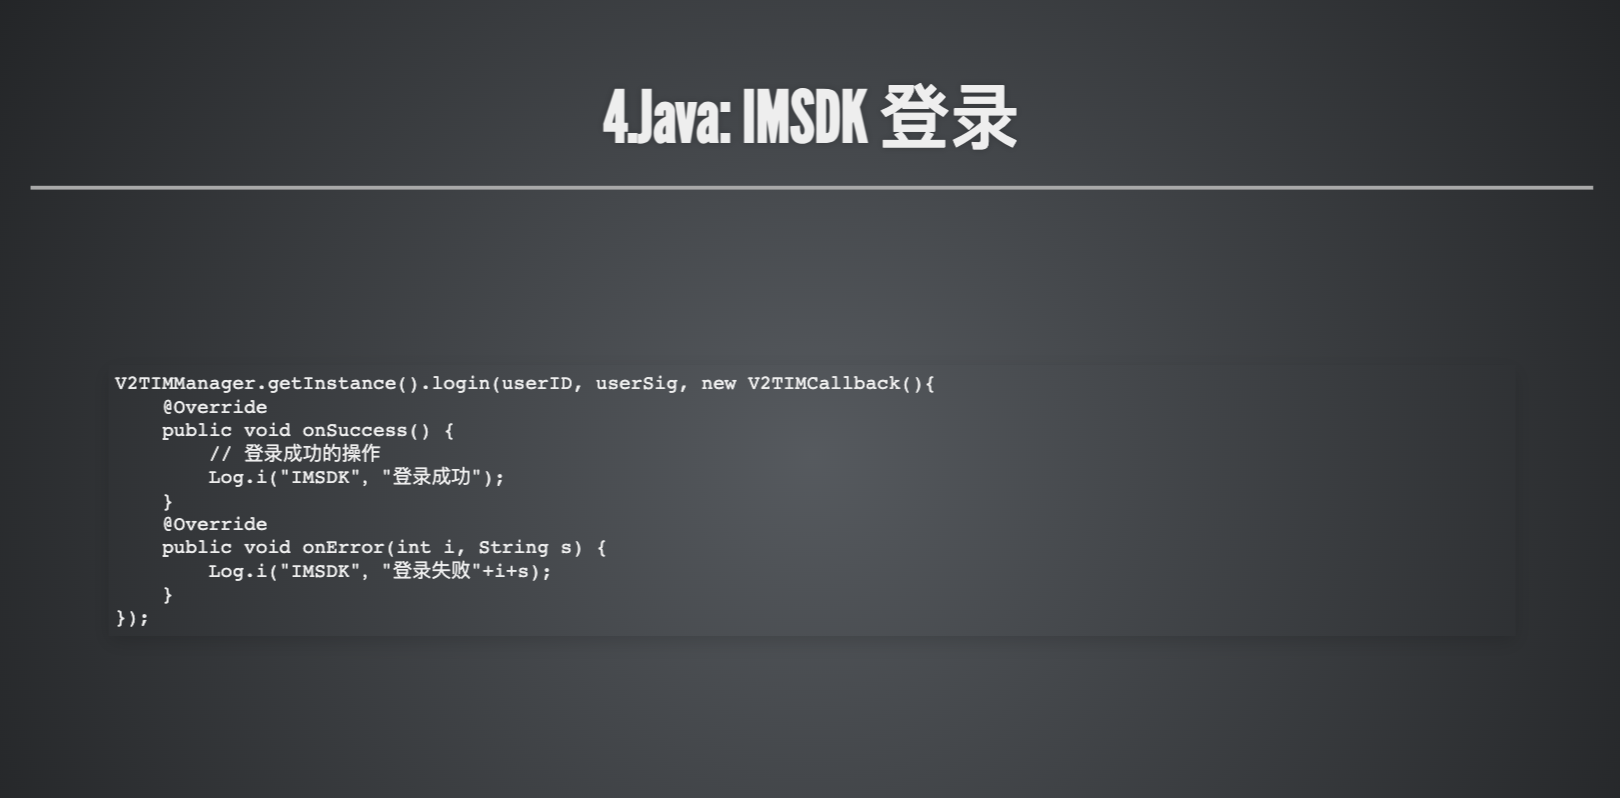 4.Java: IMSDK 登录
V2TIMManager.getInstance().login(userID, userSig, new V2TIMCallback(){
    @Override
    public void onSuccess() {
        // 登录成功的操作
        Log.i("IMSDK", "登录成功");
    }
    @Override
    public void onError(int i, String s) {
        Log.i("IMSDK", "登录失败"+i+s);
    }
});